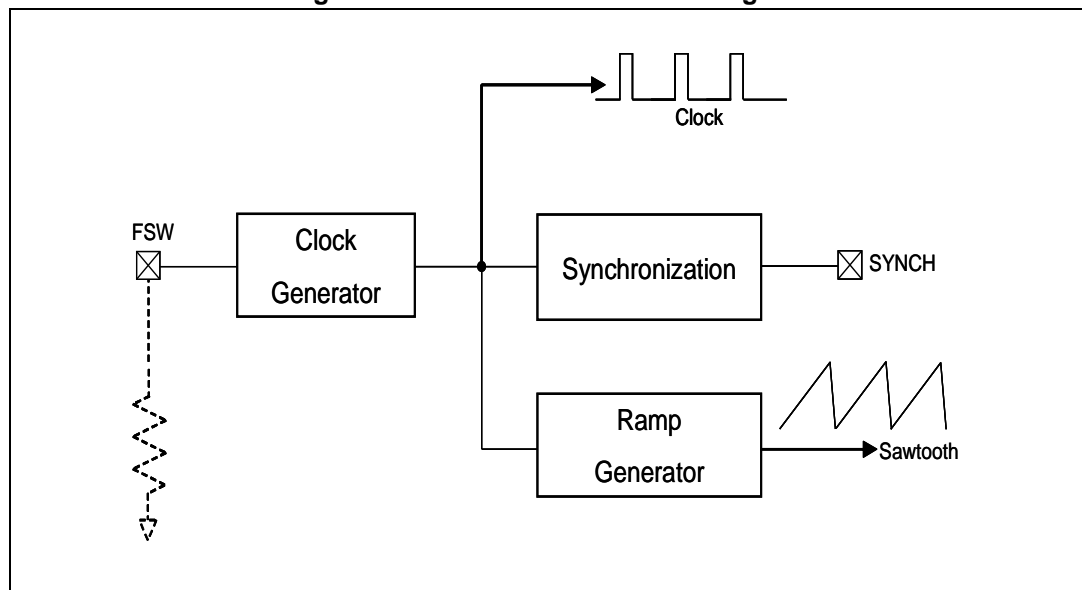 Clock
FSW
Clock
Generator
Synchronization
SYNCH
Ramp
Generator
Sawtooth